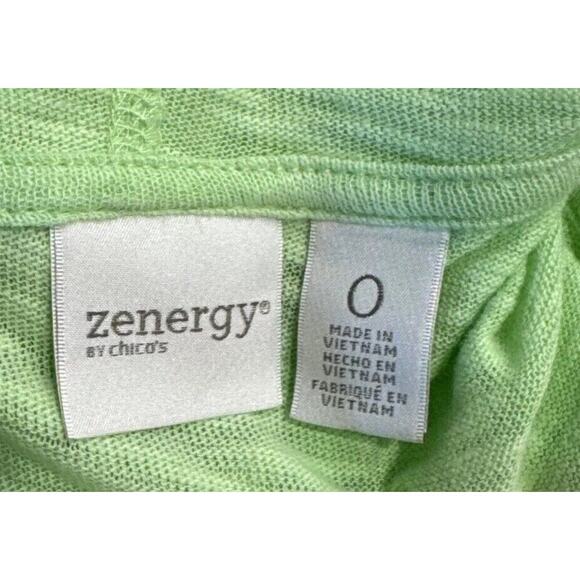 zenergy®
BY chico's
0
MADE IN
VIETNAM
HECHO EN
VIETNAM
FABRIQUÉ EN
VIETNAM